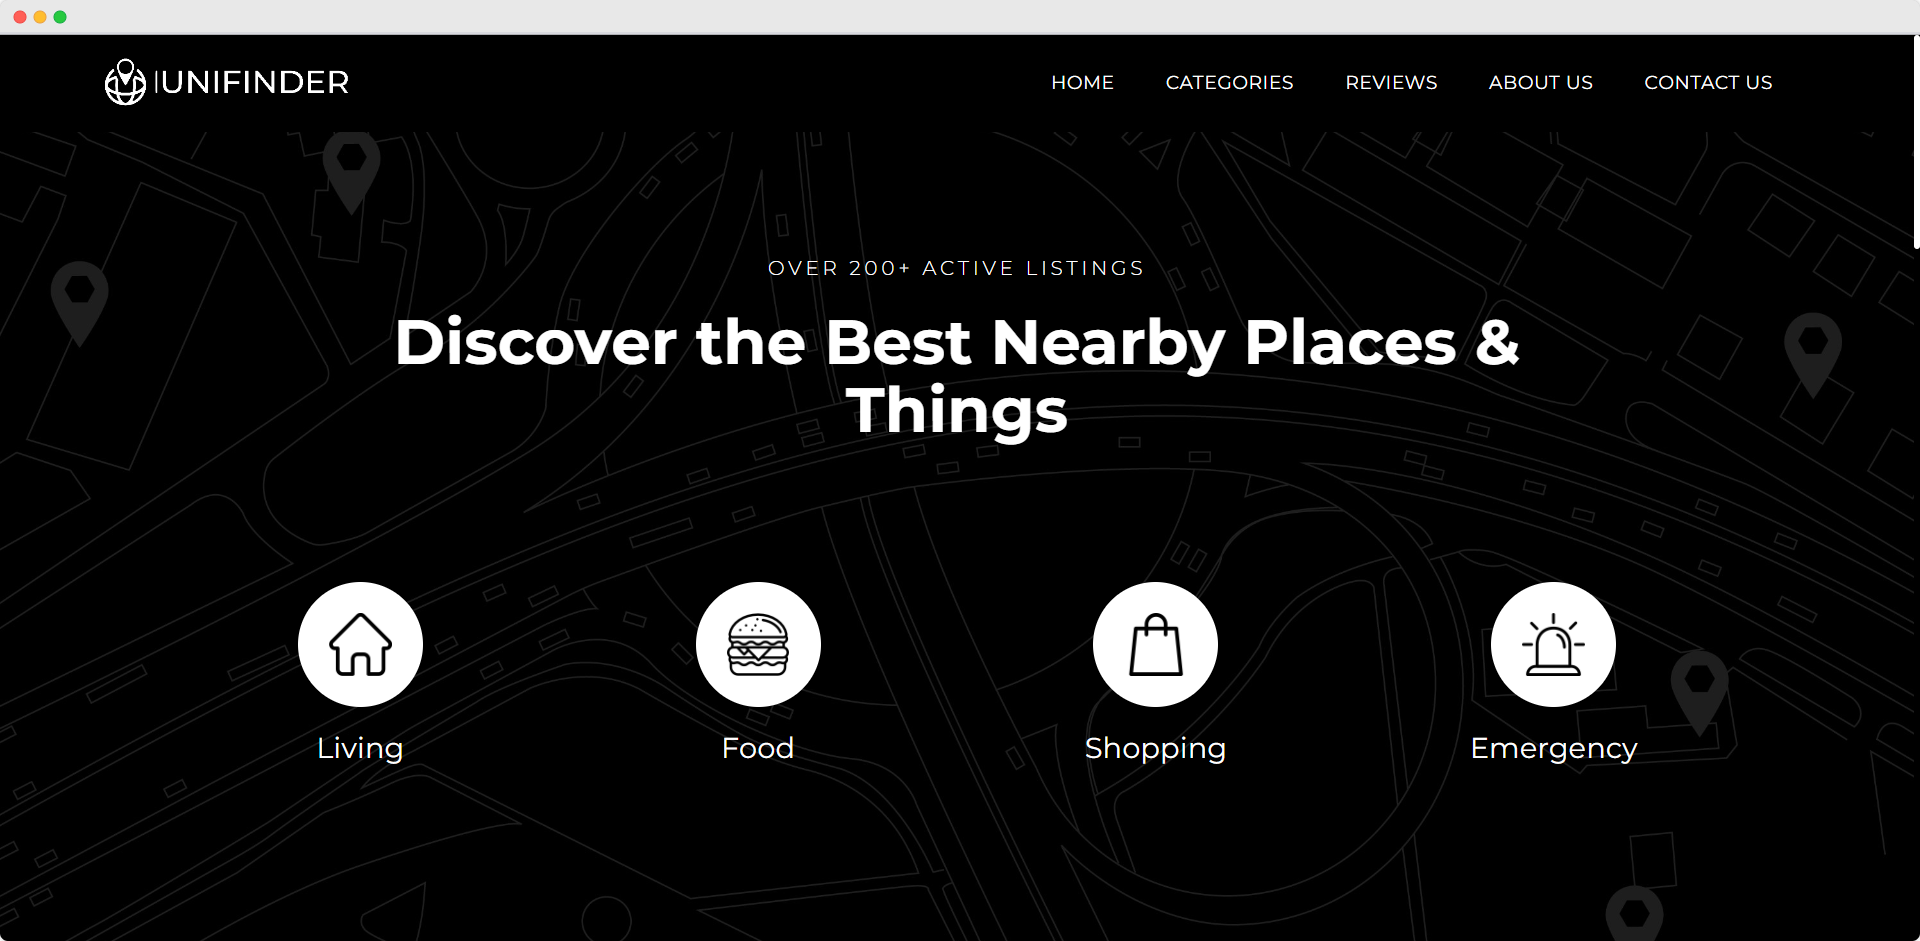 UNIFINDER
HOME CATEGORIES REVIEWS ABOUT US CONTACT US
OVER 200+ ACTIVE LISTINGS
Discover the Best Nearby Places &
Things
Living Food Shopping Emergency